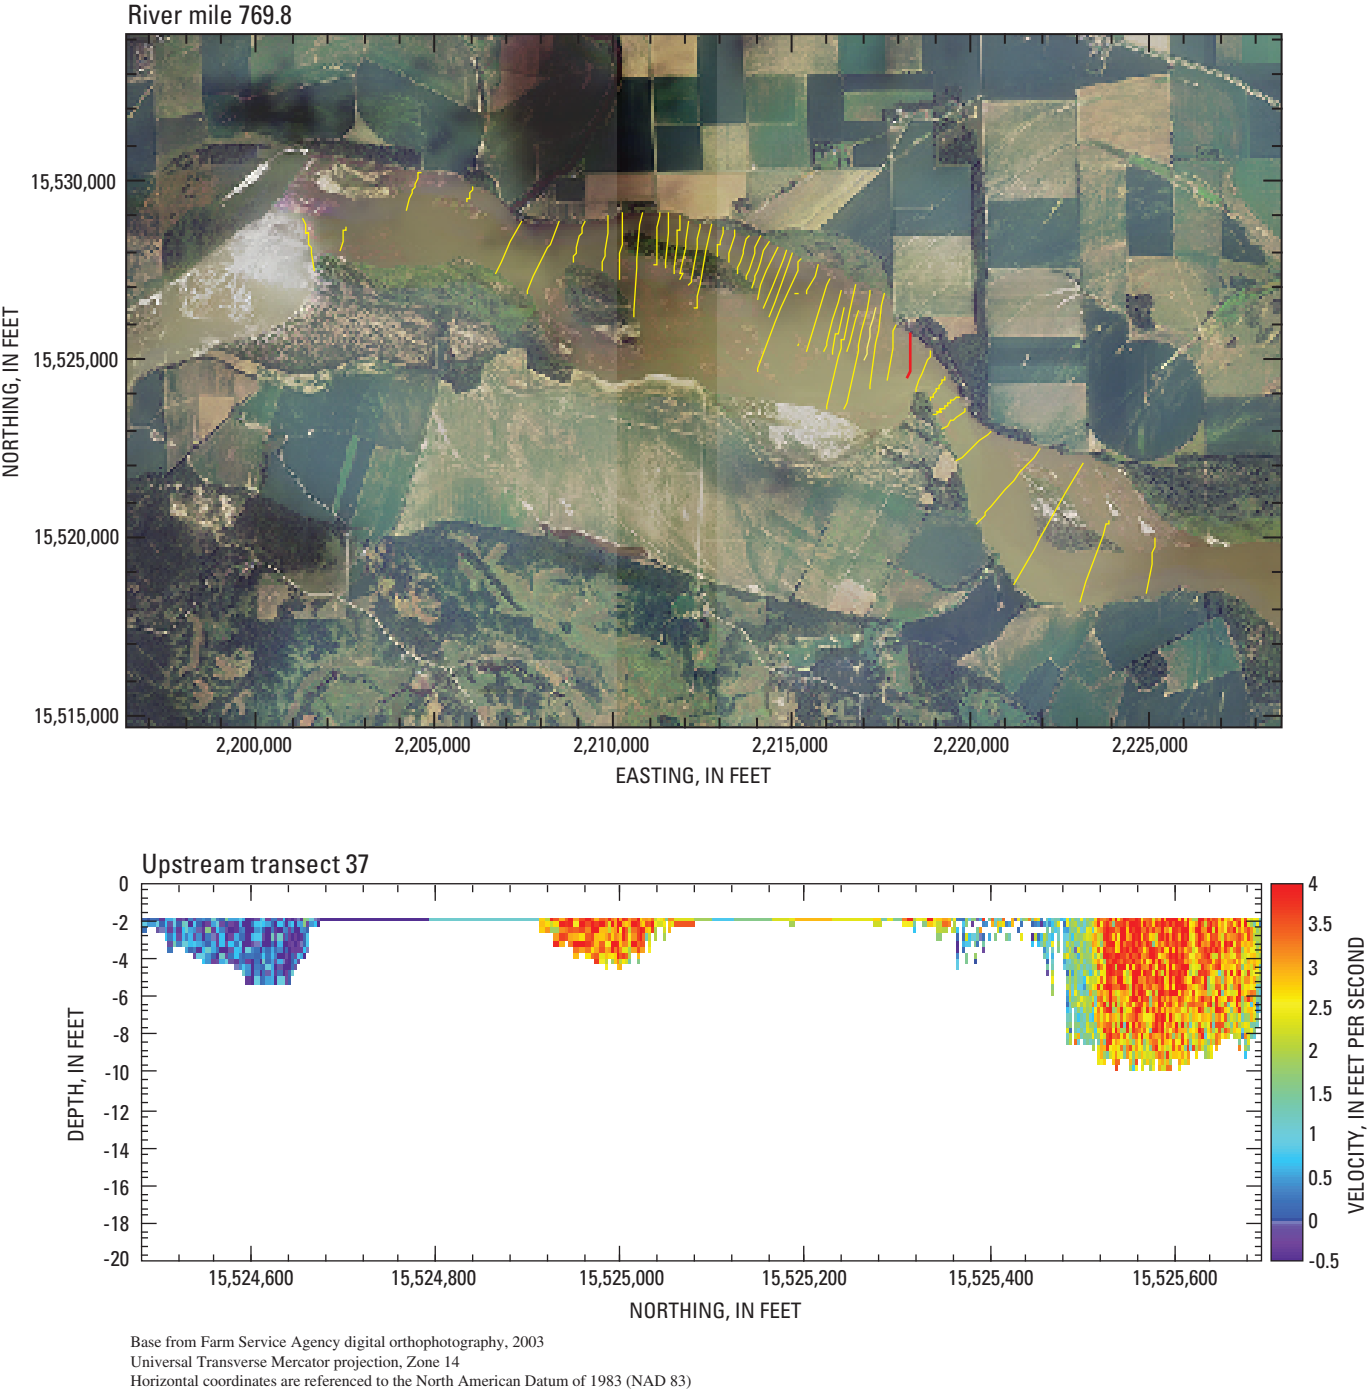 River mile 769.8
15,530,000
15,525,000
15,520,000
15,515,000
NORTHING, IN FEET
2,200,000 2,205,000 2,210,000 2,215,000 2,220,000 2,225,000
EASTING, IN FEET
Upstream transect 37
0
-2
-4
-6
-8
-10
-12
-14
-16
-18
-20
DEPTH, IN FEET
15,524,600 15,524,800 15,525,000 15,525,200 15,525,400 15,525,600
NORTHING, IN FEET
4
3.5
3
2.5
2
1.5
1
0.5
0
-0.5
VELOCITY, IN FEET PER SECOND
Base from Farm Service Agency digital orthophotography, 2003
Universal Transverse Mercator projection, Zone 14
Horizontal coordinates are referenced to the North American Datum of 1983 (NAD 83)